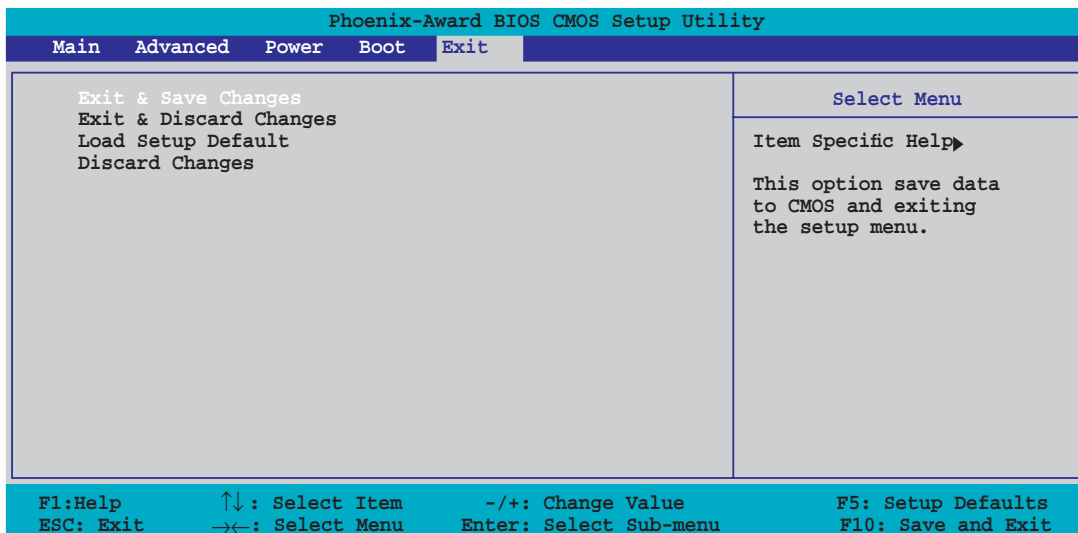 Phoenix-Award BIOS CMOS Setup Utility
Main Advanced Power Boot Exit
Exit & Save Changes
Exit & Discard Changes
Load Setup Default
Discard Changes
Select Menu
Item Specific Help▶
This option save data
to CMOS and exiting
the setup menu.
F1:Help ↑↓: Select Item -/+: Change Value F5: Setup Defaults
ESC: Exit →←: Select Menu Enter: Select Sub-menu F10: Save and Exit